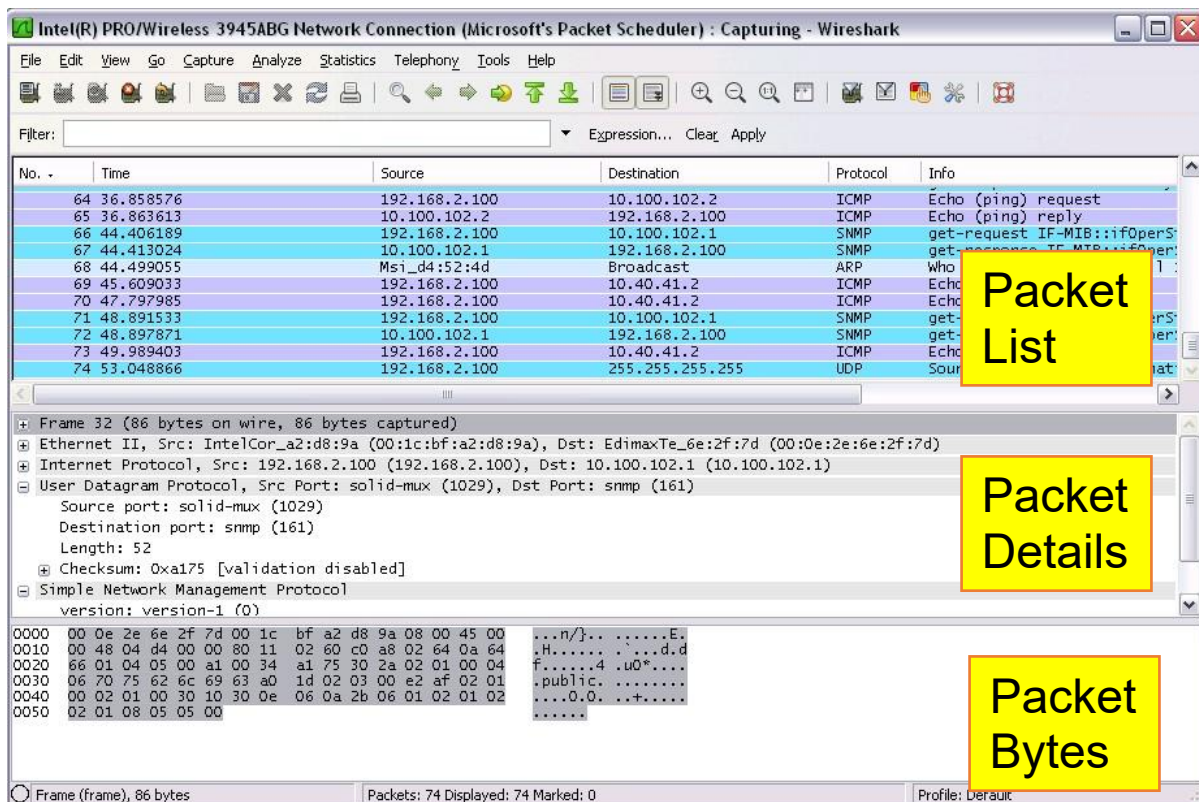 Intel(R) PRO/Wireless 3945ABG Network Connection (Microsoft's Packet Scheduler) : Capturing - Wireshark
File Edit View Go Capture Analyze Statistics Telephony Tools Help
Filter: Expression... Clear Apply
No. Time Source Destination Protocol Info
64 36.858576 192.168.2.100 10.100.102.2 ICMP Echo (ping) request
65 36.863613 10.100.102.2 192.168.2.100 ICMP Echo (ping) reply
66 44.406189 192.168.2.100 10.100.102.1 SNMP get-request IF-MIB::ifOperS
67 44.413024 10.100.102.1 192.168.2.100 SNMP
68 44.499055 Msi_d4:52:4d Broadcast ARP Who
69 45.609033 192.168.2.100 10.40.41.2 ICMP Echo
70 47.797985 192.168.2.100 10.40.41.2 ICMP Echo
71 48.891533 192.168.2.100 10.100.102.1 SNMP get-
72 48.897871 10.100.102.1 192.168.2.100 SNMP get-
73 49.989403 192.168.2.100 10.40.41.2 ICMP Echo
74 53.048866 192.168.2.100 255.255.255.255 UDP Sour
Packet
List
Frame 32 (86 bytes on wire, 86 bytes captured)
Ethernet II, Src: IntelCor_a2:d8:9a (00:1c:bf:a2:d8:9a), Dst: EdimaxTe_6e:2f:7d (00:0e:2e:6e:2f:7d)
Internet Protocol, Src: 192.168.2.100 (192.168.2.100), Dst: 10.100.102.1 (10.100.102.1)
User Datagram Protocol, Src Port: solid-mux (1029), Dst Port: snmp (161)
Source port: solid-mux (1029)
Destination port: snmp (161)
Length: 52
Checksum: 0xa175 [validation disabled]
Simple Network Management Protocol
version: version-1 (0)
Packet
Details
0000 00 0e 2e 6e 2f 7d 00 1c bf a2 d8 9a 08 00 45 00 ...n/}.. ......E.
0010 00 48 04 d4 00 00 80 11 02 60 c0 a8 02 64 0a 64 .H...... .`...d.d
0020 66 01 04 05 00 a1 00 34 a1 75 30 2a 02 01 00 04 f......4 .u0*....
0030 06 70 75 62 6c 69 63 a0 1d 02 03 00 e2 af 02 01 .public. ........
0040 00 02 01 00 30 10 30 0e 06 0a 2b 06 01 02 01 02 ....0.0. ..+.....
0050 02 01 08 05 05 00 ......
Packet
Bytes
Frame (frame), 86 bytes Packets: 74 Displayed: 74 Marked: 0 Profile: Default